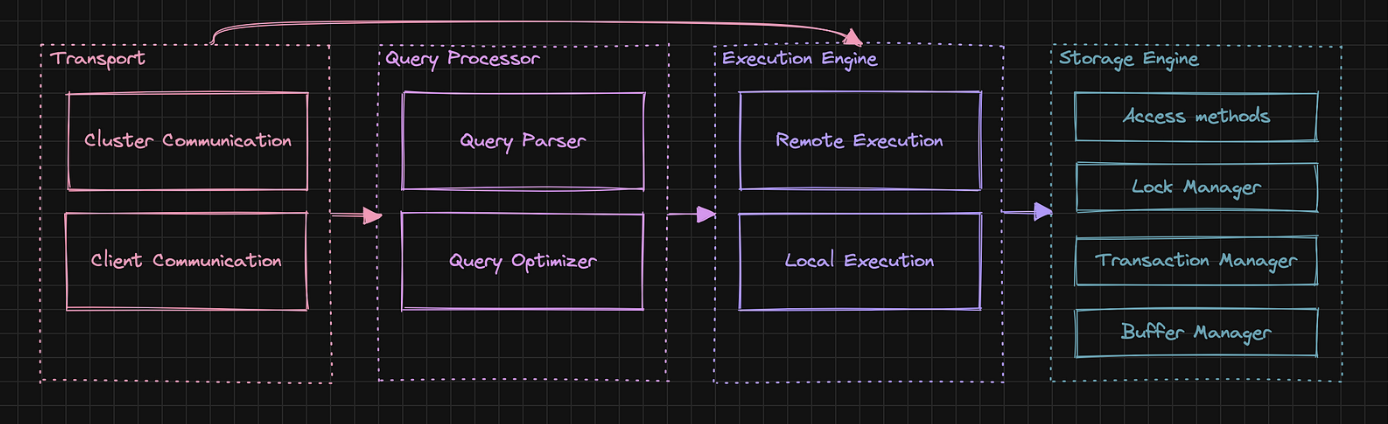 Transport
Cluster Communication
Client Communication
Query Processor
Query Parser
Query Optimizer
Execution Engine
Remote Execution
Local Execution
Storage Engine
Access methods
Lock Manager
Transaction Manager
Buffer Manager